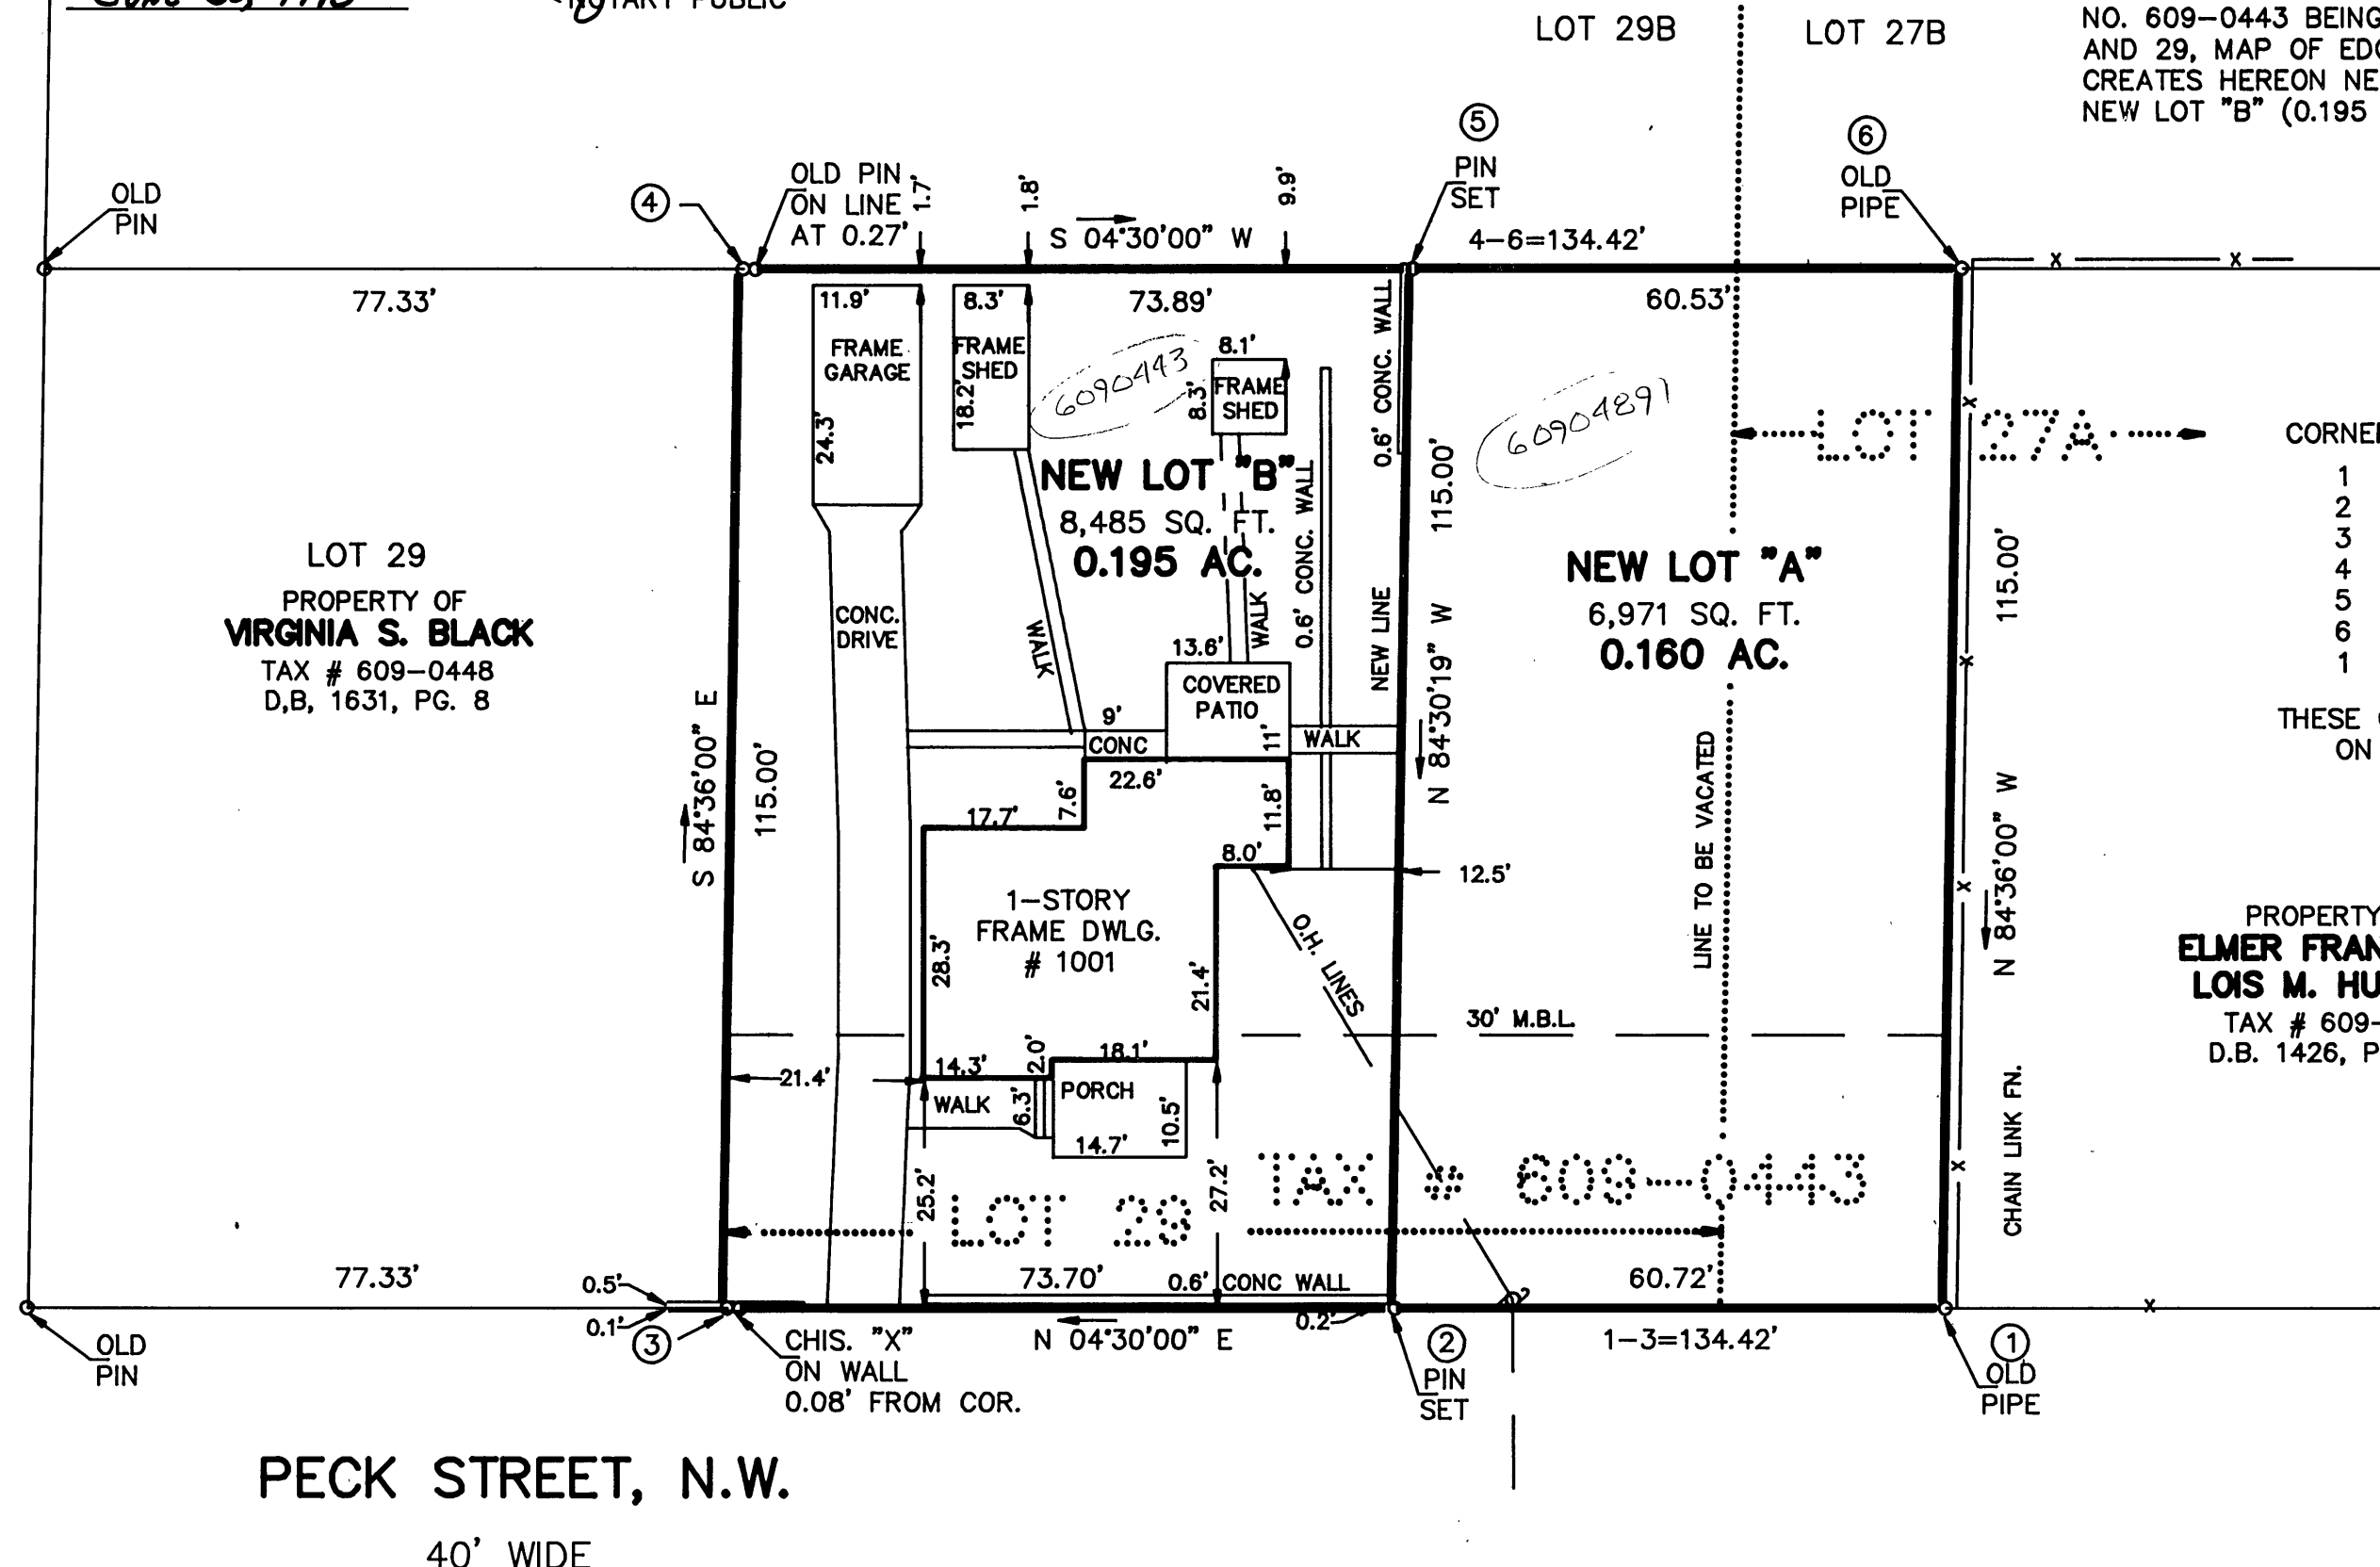 NOTARY PUBLIC
LOT 29B
LOT 27B
NO. 609-0443 BEING
AND 29, MAP OF
CREATES HEREON
NEW LOT "B" (0.195
OLD
PIN
4
OLD PIN
ON LINE
AT 0.27'
1.7'
1.8'
9.9'
S 04°30'00" W
5
PIN
SET
4-6=134.42'
6
OLD
PIPE
77.33'
11.9'
8.3'
73.89'
60.53'
FRAME
GARAGE
24.3'
FRAME
SHED
18.2'
6090443
8.1'
8.3'
FRAME
SHED
0.6' CONC. WALL
60904891
LOT 27A
NEW LOT "B"
8,485 SQ. FT.
0.195 AC.
0.6' CONC. WALL
115.00'
NEW LINE
N 84°30'19" W
NEW LOT "A"
6,971 SQ. FT.
0.160 AC.
115.00'
1
2
3
4
5
6
1
THESE
ON
LOT 29
PROPERTY OF
VIRGINIA S. BLACK
TAX # 609-0448
D,B, 1631, PG. 8
CONC.
DRIVE
WALK
WALK
13.6'
COVERED
PATIO
11'
9'
CONC
WALK
S 84°36'00" E
115.00'
22.6'
7.6'
17.7'
11.8'
8.0'
12.5'
LINE TO BE VACATED
N 84°36'00" W
1-STORY
FRAME DWLG.
# 1001
28.3'
21.4'
O.H. LINES
PROPERTY
LOIS M.
TAX # 609-
D.B. 1426,
30' M.B.L.
21.4'
14.3'
2.0'
18.1'
WALK
6.3'
PORCH
10.5'
14.7'
CHAIN LINK FN.
25.2'
27.2'
TAX # 609-0443
LOT 29
77.33'
0.5'
73.70'
0.6' CONC WALL
60.72'
0.1'
3
CHIS. "X"
ON WALL
0.08' FROM COR.
N 04°30'00" E
0.2'
2
PIN
SET
1-3=134.42'
1
OLD
PIPE
OLD
PIN
PECK STREET, N.W.
40' WIDE